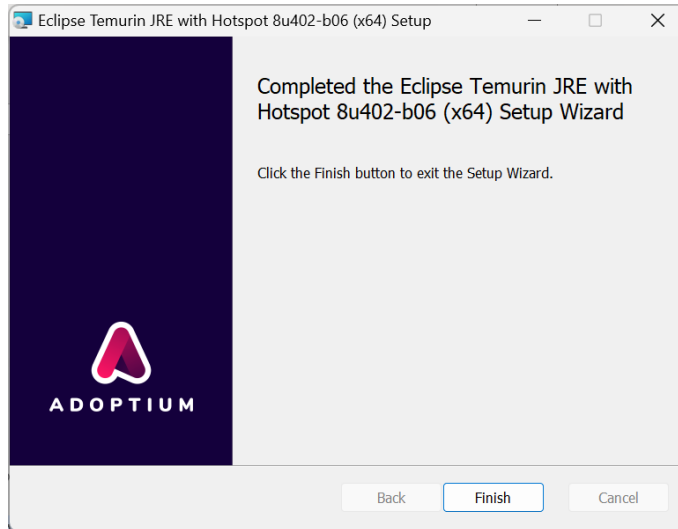 Eclipse Temurin JRE with Hotspot 8u402-b06 (x64) Setup
Completed the Eclipse Temurin JRE with
Hotspot 8u402-b06 (x64) Setup Wizard
Click the Finish button to exit the Setup Wizard.
ADOPTIUM
Back
Finish
Cancel